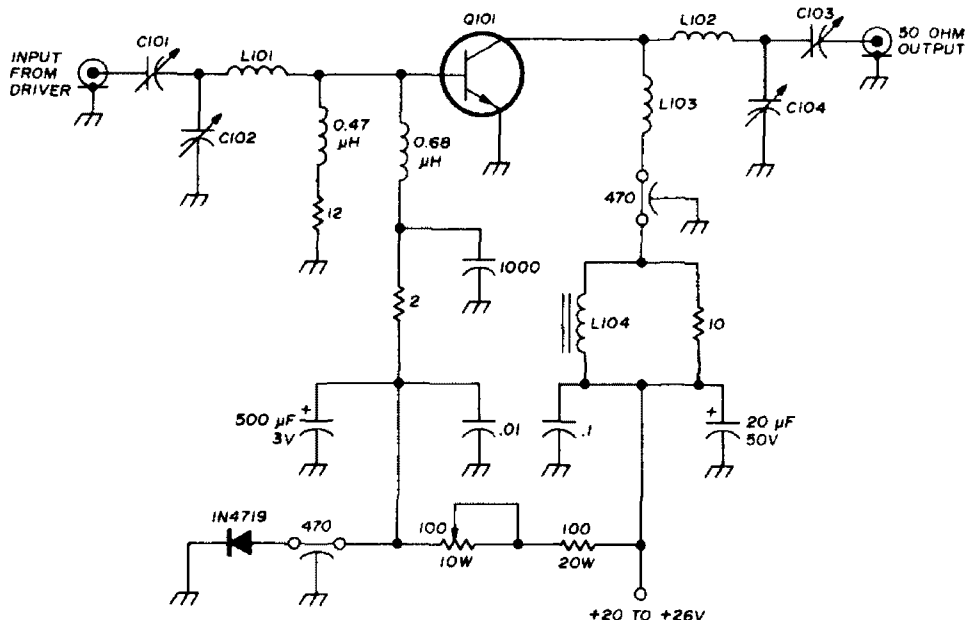 INPUT
FROM
DRIVER
C101
C102
L101
0.47
μH
12
0.68
μH
1000
2
Q101
L102
C103
50 OHM
OUTPUT
C104
L103
470
L104
10
500 μF
3V
+
.01
.1
+
20 μF
50V
1N4719
470
100
10W
100
20W
+20 TO +26V